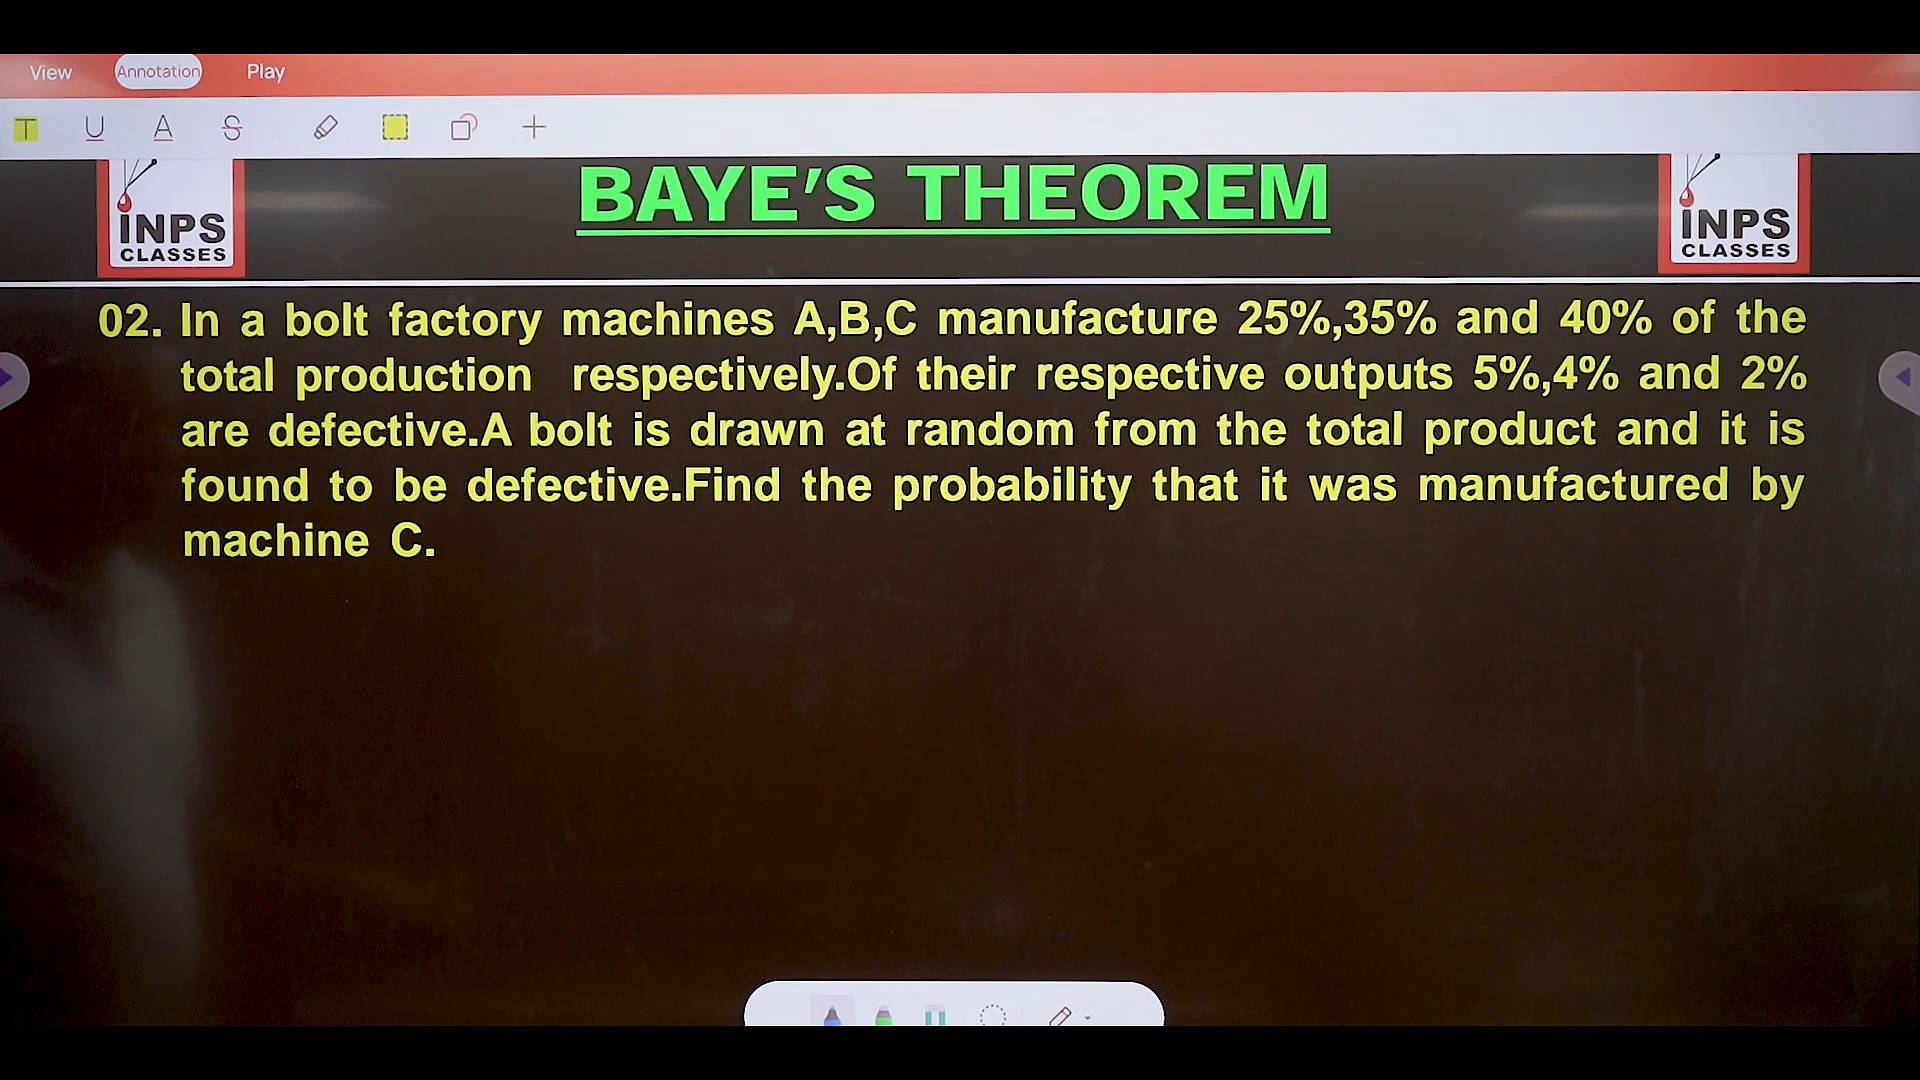 View Annotation Play
T U A S
BAYE'S THEOREM
INPS
CLASSES
INPS
CLASSES
02. In a bolt factory machines A,B,C manufacture 25%,35% and 40% of the
total production respectively.Of their respective outputs 5%,4% and 2%
are defective.A bolt is drawn at random from the total product and it is
found to be defective.Find the probability that it was manufactured by
machine C.